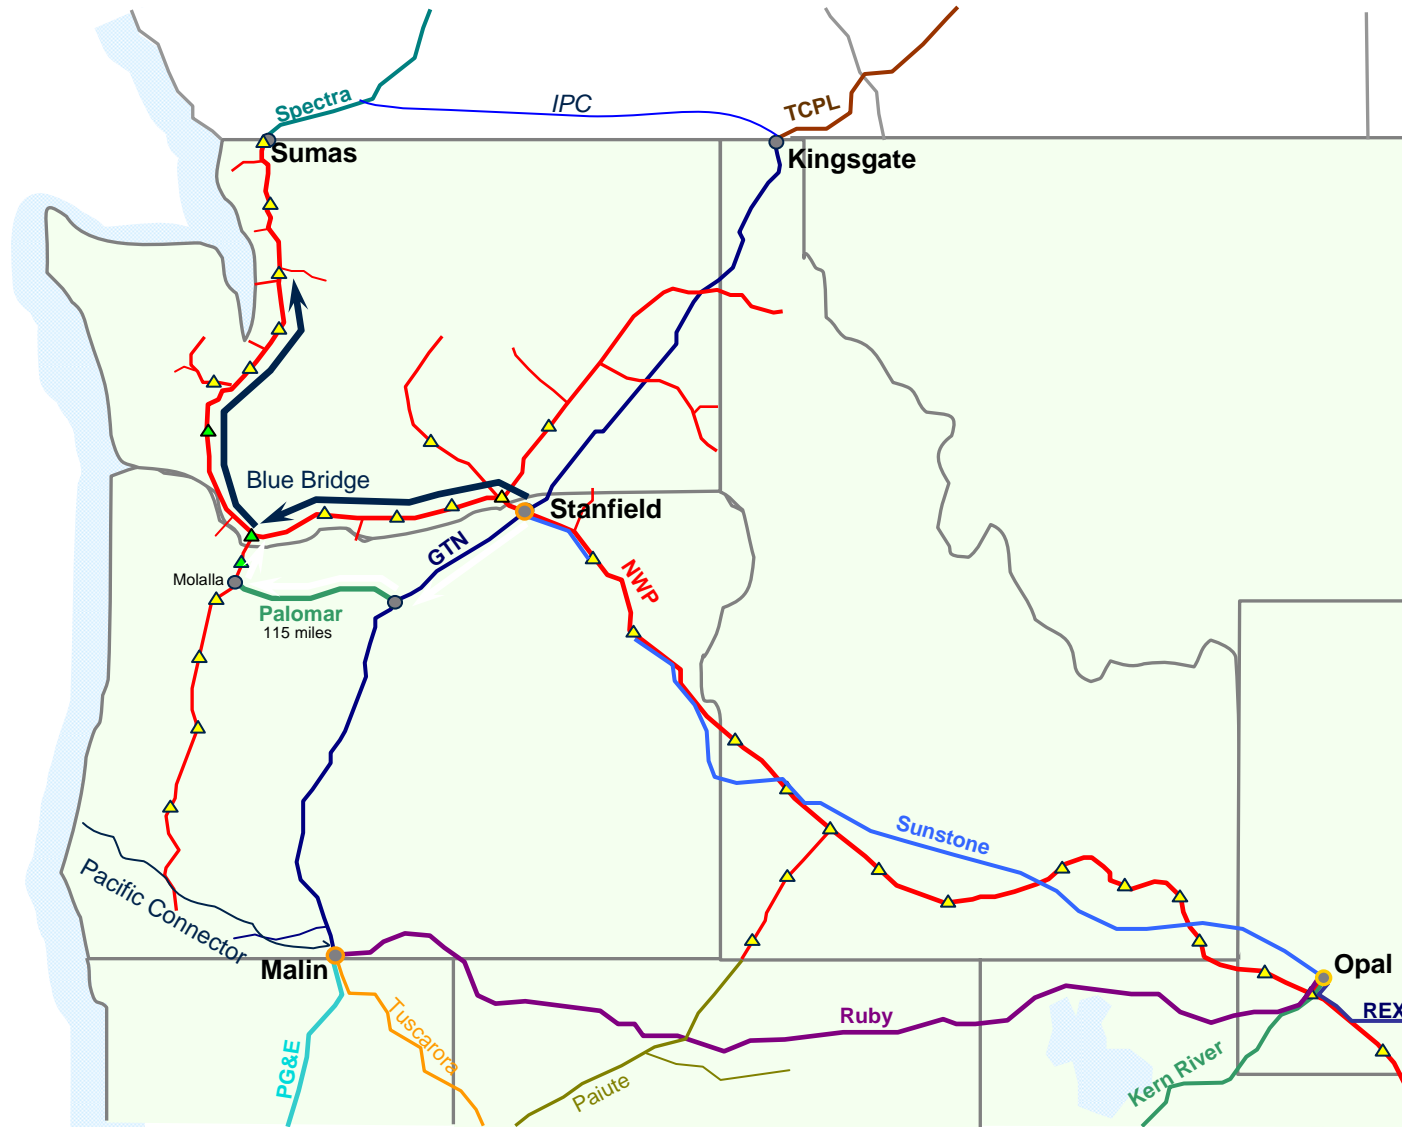 Spectra
IPC
TCPL
Sumas
Kingsgate
Blue Bridge
Stanfield
GTN
NWP
Molalla
Palomar
115 miles
Sunstone
Pacific Connector
Malin
Opal
Ruby
REX
Tuscarora
PG&E
Paiute
Kern River